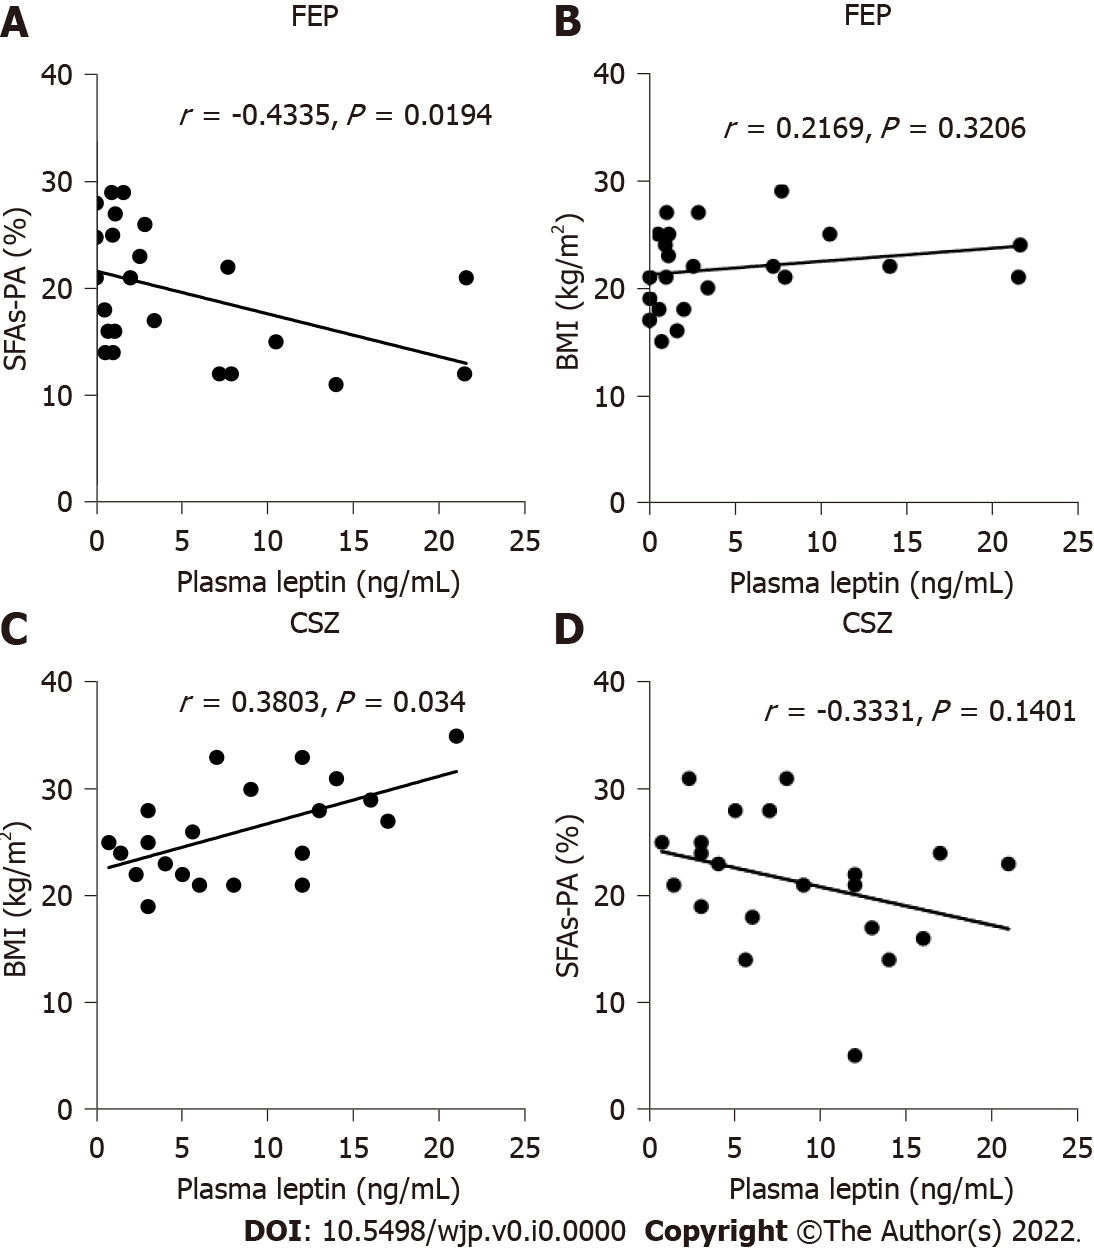 A
FEP
r = -0.4335, P = 0.0194
SFAs-PA (%)
40
30
20
10
0
0 5 10 15 20 25
Plasma leptin (ng/mL)
B
FEP
r = 0.2169, P = 0.3206
BMI (kg/m²)
40
30
20
10
0
0 5 10 15 20 25
Plasma leptin (ng/mL)
C
CSZ
r = 0.3803, P = 0.034
BMI (kg/m²)
40
30
20
10
0
0 5 10 15 20 25
Plasma leptin (ng/mL)
D
CSZ
r = -0.3331, P = 0.1401
SFAs-PA (%)
40
30
20
10
0
0 5 10 15 20 25
Plasma leptin (ng/mL)
DOI: 10.5498/wjp.v0.i0.0000 Copyright ©The Author(s) 2022.